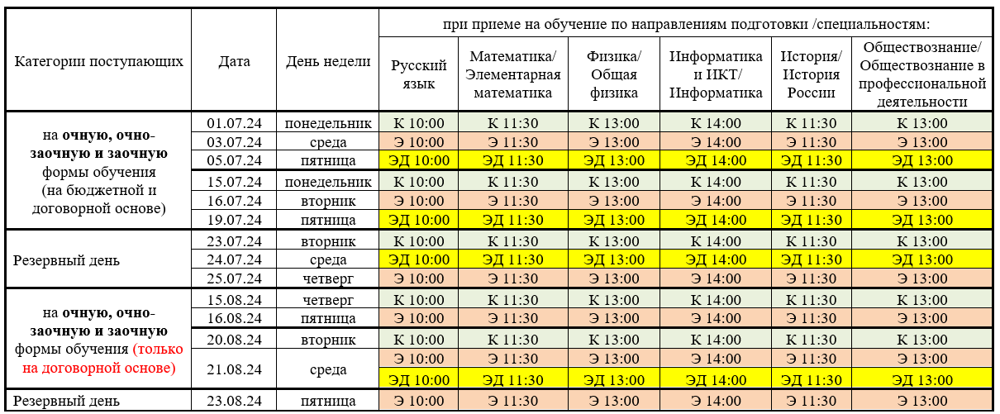 при приеме на обучение по направлениям подготовки /специальностям:
Категории поступающих
Дата
День недели
Русский
язык
Математика/
Элементарная
математика
Физика/
Общая
физика
Информатика
и ИКТ/
Информатика
История/
История
России
Обществознание/
Обществознание в
профессиональной
деятельности
на очную, очно-
заочную и заочную
формы обучения
(на бюджетной и
договорной основе)
01.07.24 понедельник К 10:00 К 11:30 К 13:00 К 14:00 К 11:30 К 13:00
03.07.24 среда Э 10:00 Э 11:30 Э 13:00 Э 14:00 Э 11:30 Э 13:00
05.07.24 пятница ЭД 10:00 ЭД 11:30 ЭД 13:00 ЭД 14:00 ЭД 11:30 ЭД 13:00
15.07.24 понедельник К 10:00 К 11:30 К 13:00 К 14:00 К 11:30 К 13:00
16.07.24 вторник Э 10:00 Э 11:30 Э 13:00 Э 14:00 Э 11:30 Э 13:00
19.07.24 пятница ЭД 10:00 ЭД 11:30 ЭД 13:00 ЭД 14:00 ЭД 11:30 ЭД 13:00
Резервный день
23.07.24 вторник К 10:00 К 11:30 К 13:00 К 14:00 К 11:30 К 13:00
24.07.24 среда ЭД 10:00 ЭД 11:30 ЭД 13:00 ЭД 14:00 ЭД 11:30 ЭД 13:00
25.07.24 четверг Э 10:00 Э 11:30 Э 13:00 Э 14:00 Э 11:30 Э 13:00
на очную, очно-
заочную и заочную
формы обучения (только
на договорной основе)
15.08.24 четверг К 10:00 К 11:30 К 13:00 К 14:00 К 11:30 К 13:00
16.08.24 пятница Э 10:00 Э 11:30 Э 13:00 Э 14:00 Э 11:30 Э 13:00
20.08.24 вторник К 10:00 К 11:30 К 13:00 К 14:00 К 11:30 К 13:00
21.08.24 среда Э 10:00 Э 11:30 Э 13:00 Э 14:00 Э 11:30 Э 13:00
ЭД 10:00 ЭД 11:30 ЭД 13:00 ЭД 14:00 ЭД 11:30 ЭД 13:00
Резервный день 23.08.24 пятница Э 10:00 Э 11:30 Э 13:00 Э 14:00 Э 11:30 Э 13:00